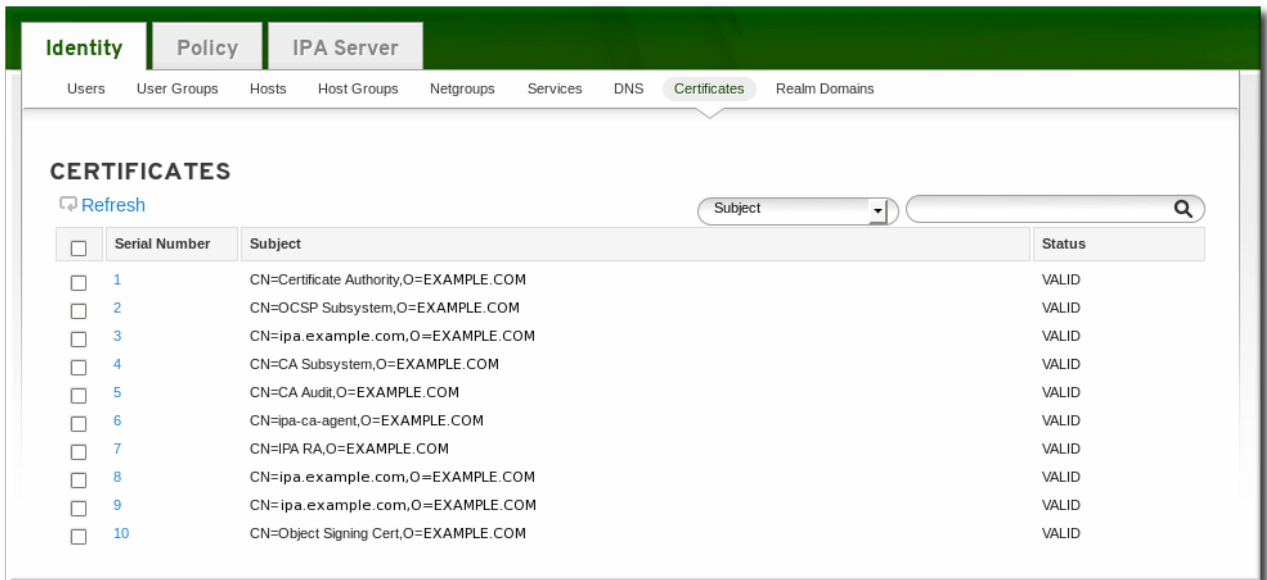 Identity Policy IPA Server
Users User Groups Hosts Host Groups Netgroups Services DNS Certificates Realm Domains
CERTIFICATES
Refresh
Subject
Serial Number Subject Status
1 CN=Certificate Authority,O=EXAMPLE.COM VALID
2 CN=OCSP Subsystem,O=EXAMPLE.COM VALID
3 CN=ipa.example.com,O=EXAMPLE.COM VALID
4 CN=CA Subsystem,O=EXAMPLE.COM VALID
5 CN=CA Audit,O=EXAMPLE.COM VALID
6 CN=ipa-ca-agent,O=EXAMPLE.COM VALID
7 CN=IPA RA,O=EXAMPLE.COM VALID
8 CN=ipa.example.com,O=EXAMPLE.COM VALID
9 CN=ipa.example.com,O=EXAMPLE.COM VALID
10 CN=Object Signing Cert,O=EXAMPLE.COM VALID